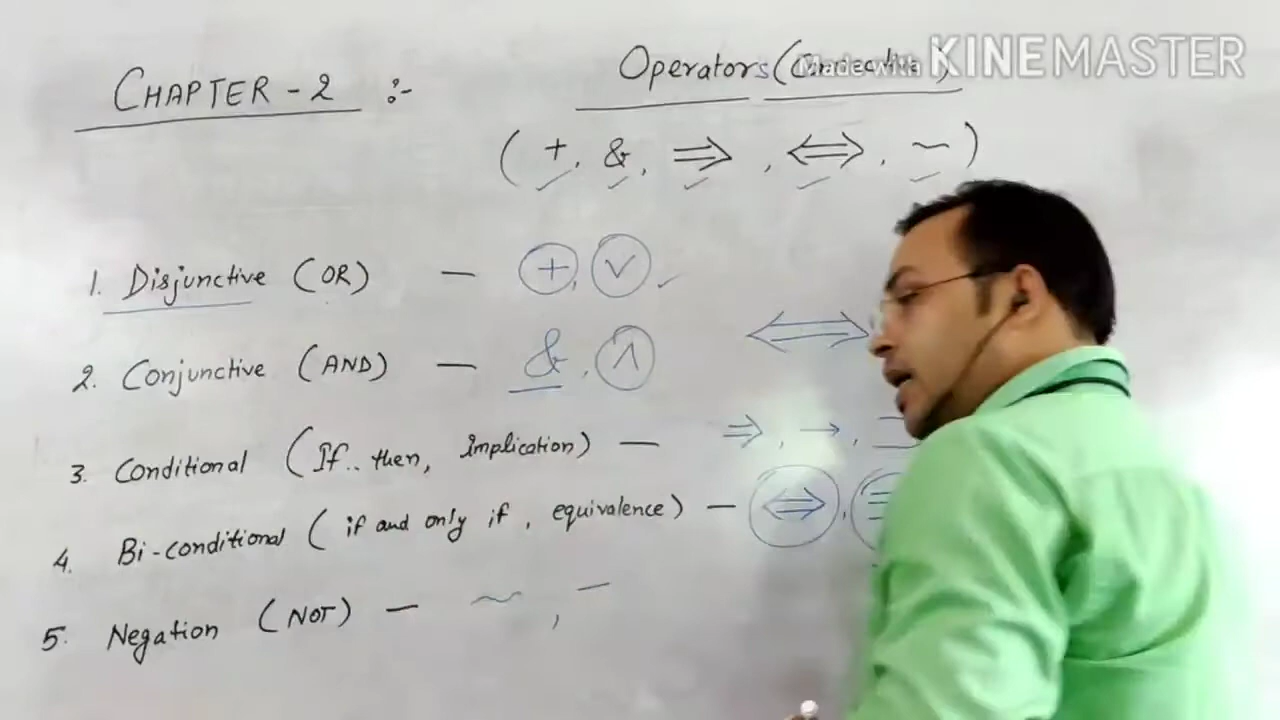 Made with KINEMASTER
CHAPTER - 2 :- Operators (Connective)
( +, &, ⇒, ⇔, ~ )
1. Disjunctive (OR) — +, ∨
2. Conjunctive (AND) — &, ∧ ⇔
3. Conditional (If.. then, Implication) — ⇒, →,
4. Bi-conditional ( if and only if, equivalence) — ⇔, ≡
5. Negation (NOT) — ~, –